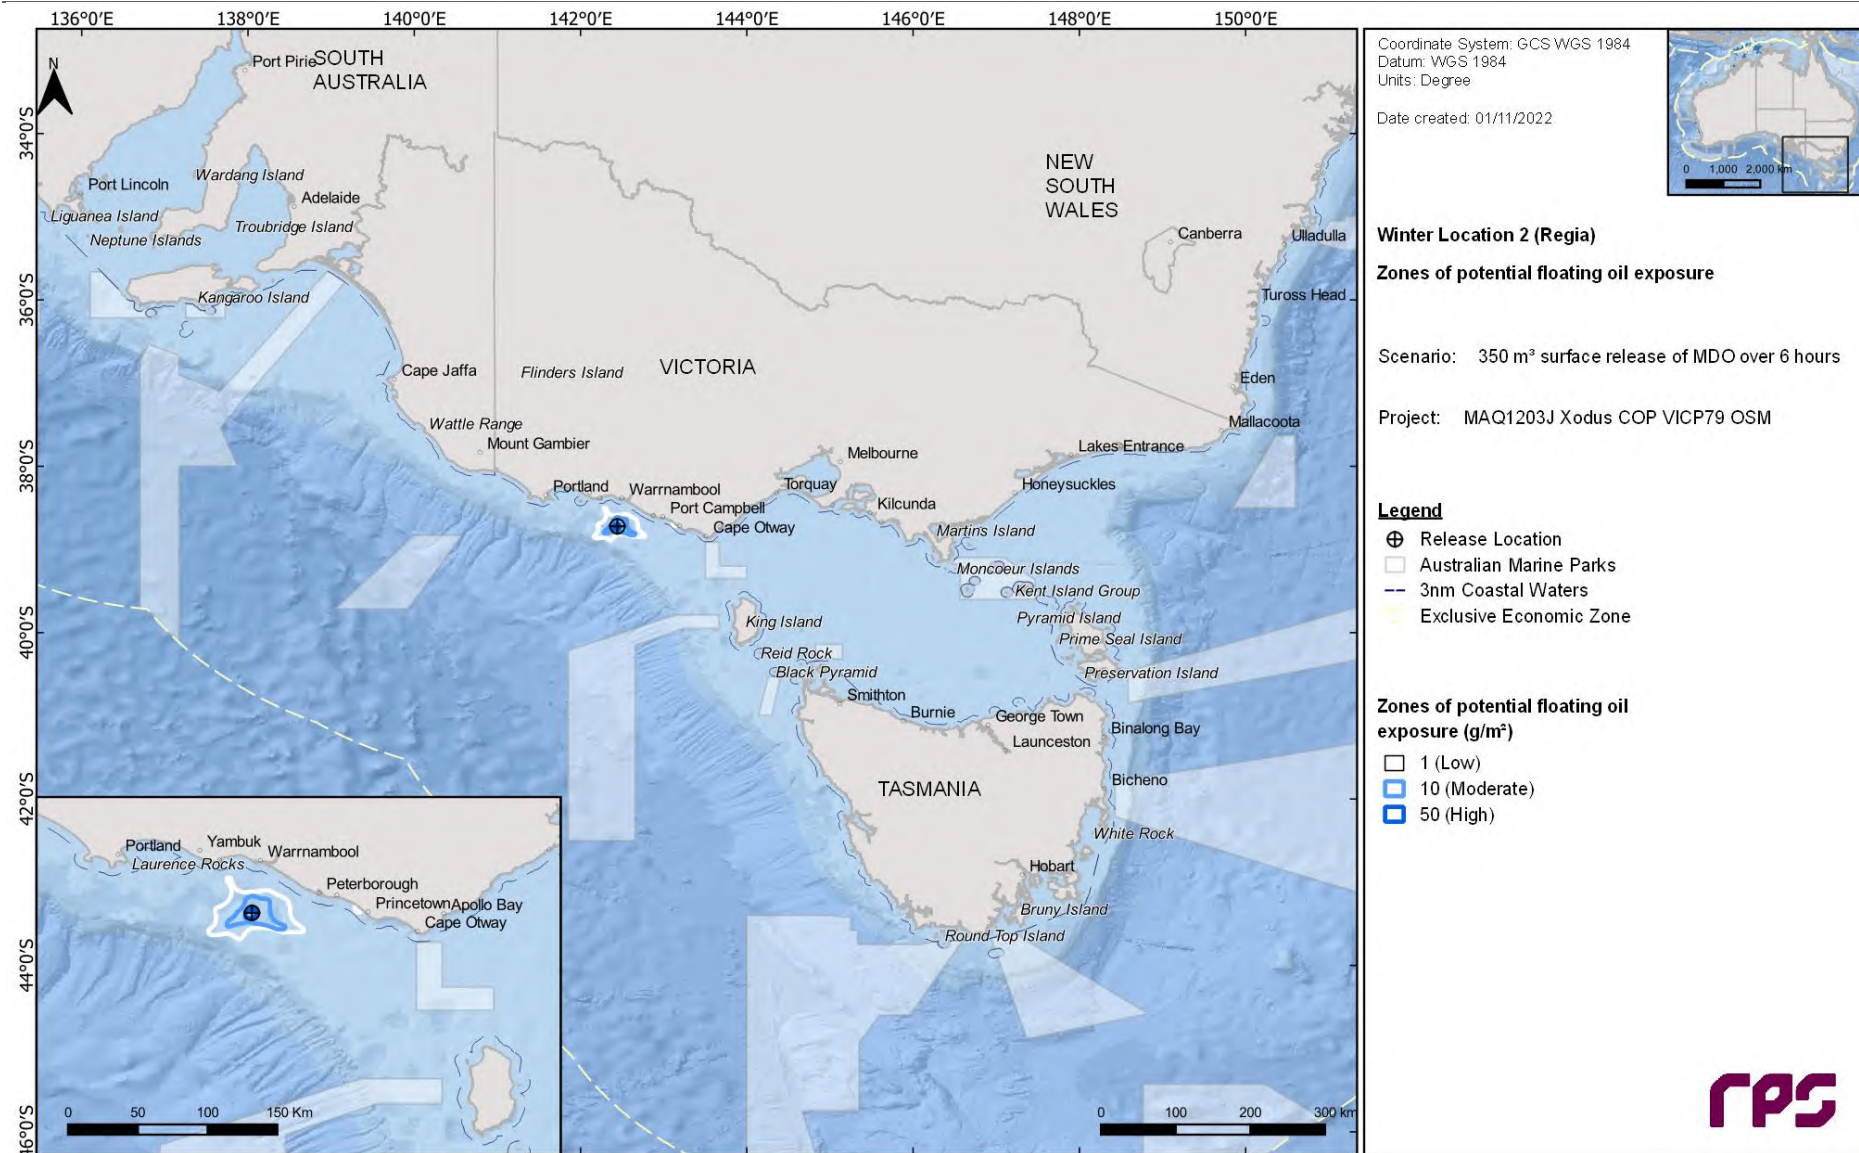 136°0'E 138°0'E 140°0'E 142°0'E 144°0'E 146°0'E 148°0'E 150°0'E
34°0'S
36°0'S
38°0'S
40°0'S
42°0'S
44°0'S
46°0'S
N
Port Pirie
SOUTH
AUSTRALIA
Wardang Island
Port Lincoln
Adelaide
Liguanea Island
Troubridge Island
Neptune Islands
Kangaroo Island
NEW
SOUTH
WALES
Canberra
Ulladulla
Tuross Head
Cape Jaffa
Flinders Island
VICTORIA
Eden
Wattle Range
Mount Gambier
Mallacoota
Melbourne
Lakes Entrance
Portland
Warrnambool
Torquay
Honeysuckles
Port Campbell
Kilcunda
Cape Otway
Martins Island
Moncoeur Islands
Kent Island Group
King Island
Pyramid Island
Prime Seal Island
Reid Rock
Black Pyramid
Preservation Island
Smithton
Burnie
George Town
Binalong Bay
Launceston
Bicheno
TASMANIA
White Rock
Hobart
Bruny Island
Round Top Island
0 100 200 300 km
Portland
Yambuk
Warrnambool
Laurence Rocks
Peterborough
Princetown
Apollo Bay
Cape Otway
0 50 100 150 Km
Coordinate System: GCS WGS 1984
Datum: WGS 1984
Units: Degree
Date created: 01/11/2022
0 1,000 2,000 km
Winter Location 2 (Regia)
Zones of potential floating oil exposure
Scenario: 350 m³ surface release of MDO over 6 hours
Project: MAQ1203J Xodus COP VICP79 OSM
Legend
Release Location
Australian Marine Parks
3nm Coastal Waters
Exclusive Economic Zone
Zones of potential floating oil
exposure (g/m²)
1 (Low)
10 (Moderate)
50 (High)
rps